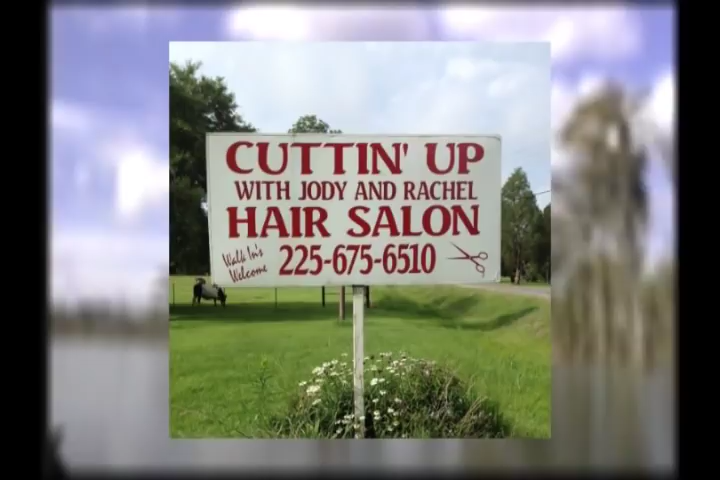 CUTTIN' UP
WITH JODY AND RACHEL
HAIR SALON
Walk In's
Welcome
225-675-6510